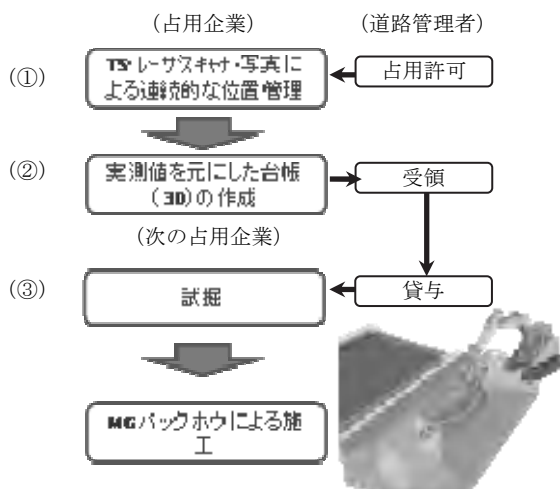 (占用企業) (道路管理者)
(①) TS・レーザスキャナ・写真に 占用許可
よる連続的な位置管理
(②) 実測値を元にした台帳 受領
(3D)の作成
(次の占用企業)
(③) 試掘 貸与
MGバックホウによる施
工